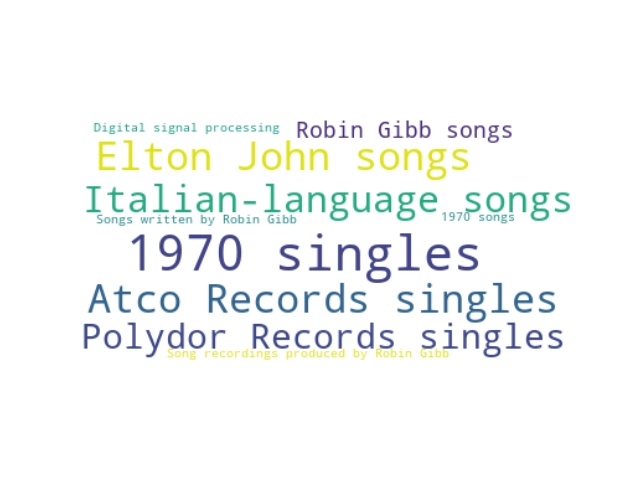 Digital signal processing
Robin Gibb songs
Elton John songs
Italian-language songs
Songs written by Robin Gibb
1970 songs
1970 singles
Atco Records singles
Polydor Records singles
Song recordings produced by Robin Gibb